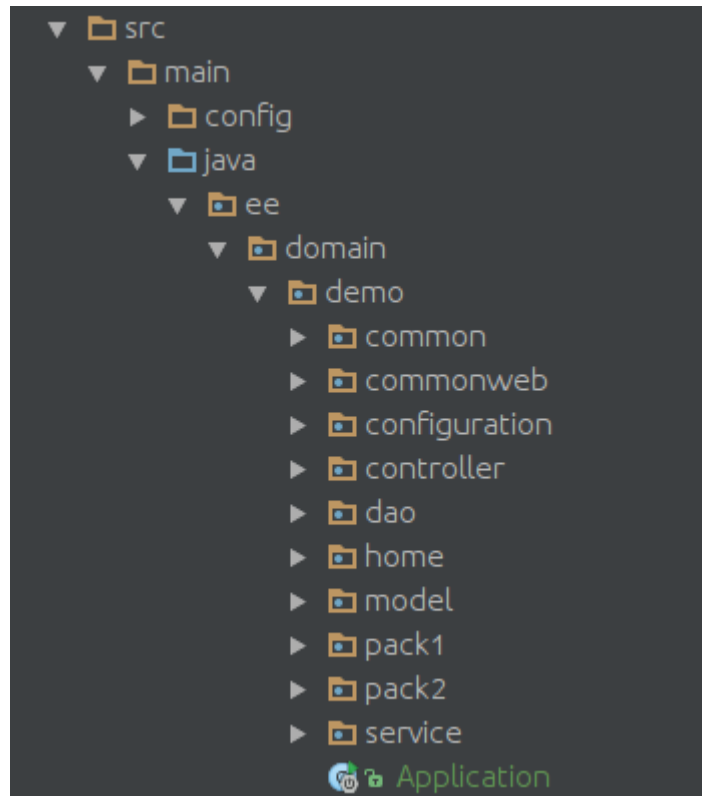 src
main
config
java
ee
domain
demo
common
commonweb
configuration
controller
dao
home
model
pack1
pack2
service
Application